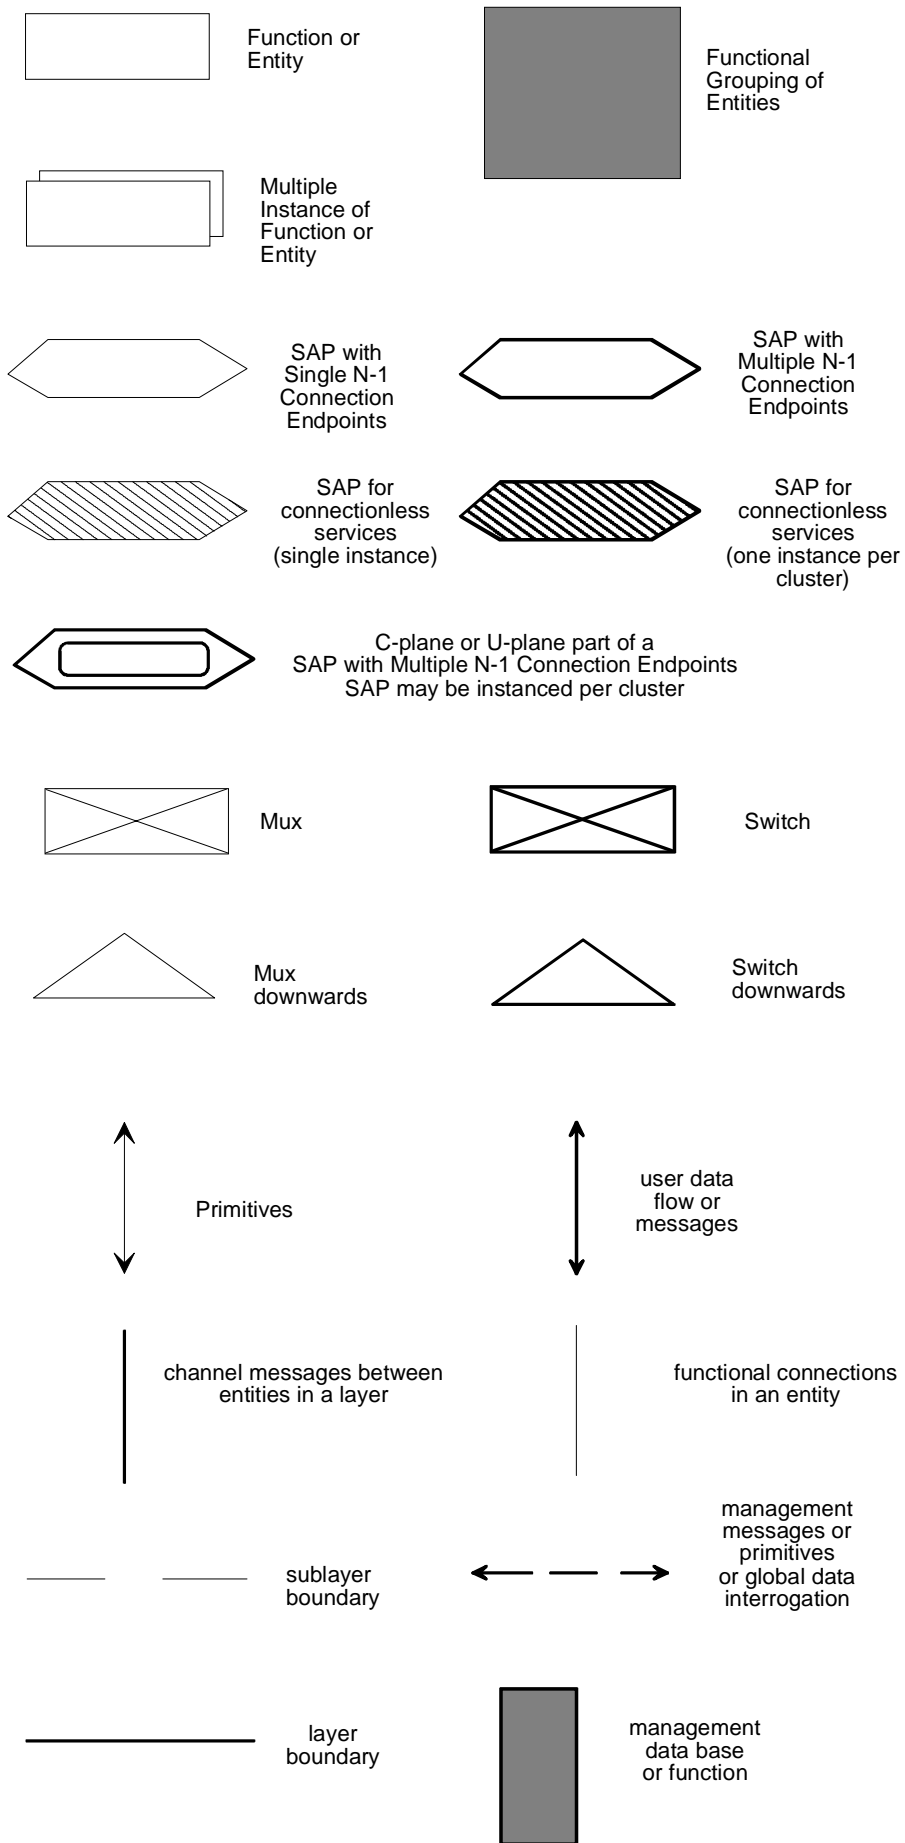 Function or
Entity
Functional
Grouping of
Entities
Multiple
Instance of
Function or
Entity
SAP with
Single N-1
Connection
Endpoints
SAP with
Multiple N-1
Connection
Endpoints
SAP for
connectionless
services
(single instance)
SAP for
connectionless
services
(one instance per
cluster)
C-plane or U-plane part of a
SAP with Multiple N-1 Connection Endpoints
SAP may be instanced per cluster
Mux
Switch
Mux
downwards
Switch
downwards
Primitives
user data
flow or
messages
channel messages between
entities in a layer
functional connections
in an entity
sublayer
boundary
management
messages or
primitives
or global data
interrogation
layer
boundary
management
data base
or function